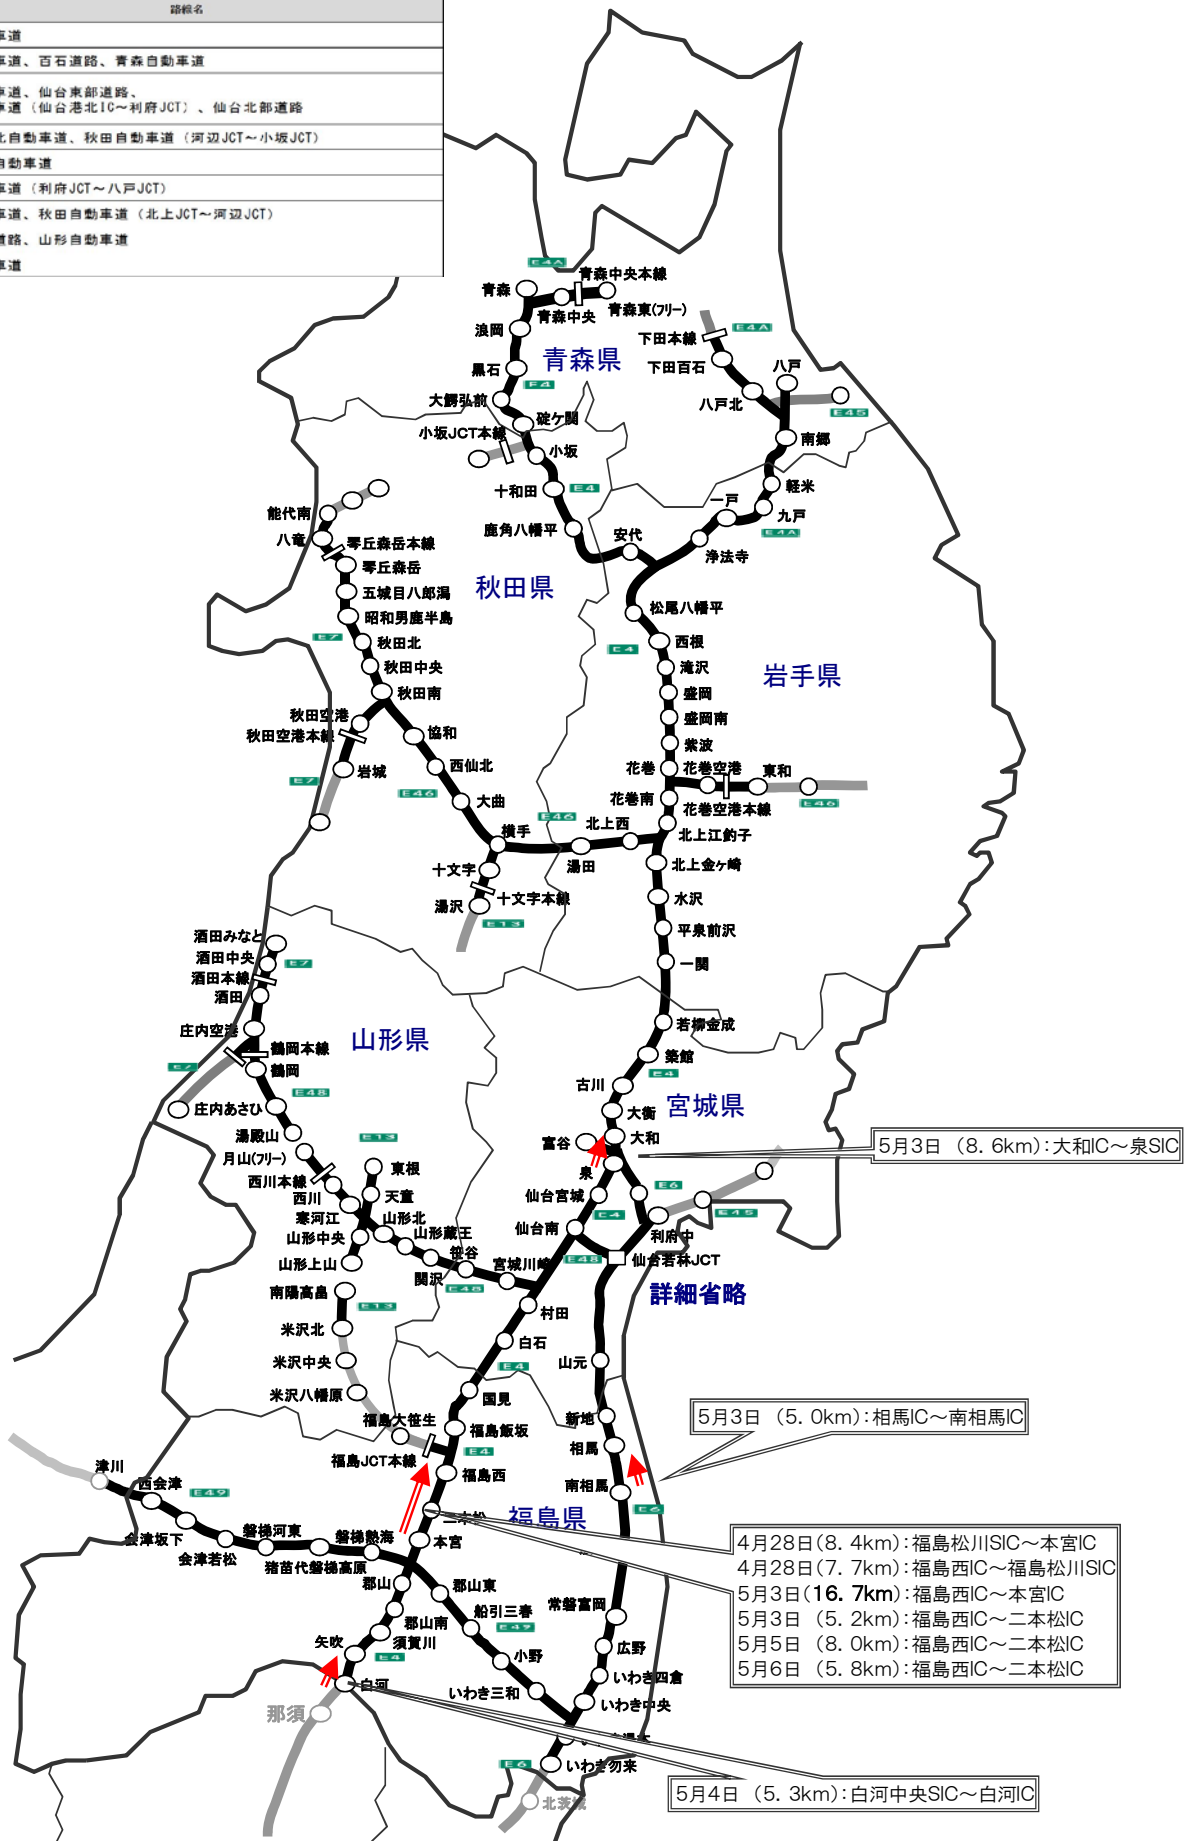 路線名
車道
車道、百石道路、青森自動車道
車道、仙台東部道路、
車道（仙台港北IC～利府JCT）、仙台北部道路
北自動車道、秋田自動車道（河辺JCT～小坂JCT）
自動車道
車道（利府JCT～八戸JCT）
車道、秋田自動車道（北上JCT～河辺JCT）
道路、山形自動車道
車道
E4A
青森中央本線
青森
青森中央
青森東(フリー)
浪岡
下田本線
E4A
青森県
黒石
下田百石
八戸
E4
大鰐弘前
八戸北
E45
碇ケ関
小坂JCT本線
南郷
小坂
十和田
E4
軽米
一戸
九戸
能代南
鹿角八幡平
安代
E4A
八竜
琴丘森岳本線
浄法寺
琴丘森岳
秋田県
五城目八郎潟
昭和男鹿半島
松尾八幡平
E7
秋田北
西根
E4
秋田中央
滝沢
岩手県
秋田南
盛岡
秋田空港
盛岡南
秋田空港本線
協和
紫波
西仙北
花巻
花巻空港
東和
岩城
E7
E46
大曲
花巻南
花巻空港本線
E46
E46
北上西
横手
北上江釣子
十文字
湯田
北上金ヶ崎
十文字本線
湯沢
水沢
E13
平泉前沢
酒田みなと
酒田中央
E7
一関
酒田本線
酒田
庄内空港
若柳金成
山形県
鶴岡本線
築館
E7
鶴岡
E4
古川
E48
庄内あさひ
大衡
宮城県
湯殿山
E13
富谷
大和
5月3日 （8．6km）：大和IC～泉SIC
月山(フリー)
東根
泉
西川本線
E6
西川
天童
仙台宮城
寒河江
E4
E45
山形北
仙台南
利府中
山形中央
山形蔵王
笹谷
山形上山
関沢
宮城川崎
E48
仙台若林JCT
E48
南陽高畠
詳細省略
E13
村田
米沢北
白石
米沢中央
E4
山元
米沢八幡原
国見
福島大笹生
新地
5月3日 （5．0km）：相馬IC～南相馬IC
福島飯坂
福島JCT本線
E4
相馬
津川
福島西
西会津
南相馬
E49
E6
福島県
二本松
会津坂下
磐梯河東
磐梯熱海
本宮
4月28日(8．4km)：福島松川SIC～本宮IC
会津若松
猪苗代磐梯高原
4月28日(7．7km)：福島西IC～福島松川SIC
郡山
郡山東
5月3日(16．7km)：福島西IC～本宮IC
船引三春
常磐富岡
5月3日 （5．2km）：福島西IC～二本松IC
郡山南
E49
矢吹
須賀川
広野
5月5日 （8．0km）：福島西IC～二本松IC
E4
小野
5月6日 （5．8km）：福島西IC～二本松IC
白河
いわき四倉
いわき三和
いわき中央
那須
E6
いわき勿来
5月4日 （5．3km）：白河中央SIC～白河IC
北茨城